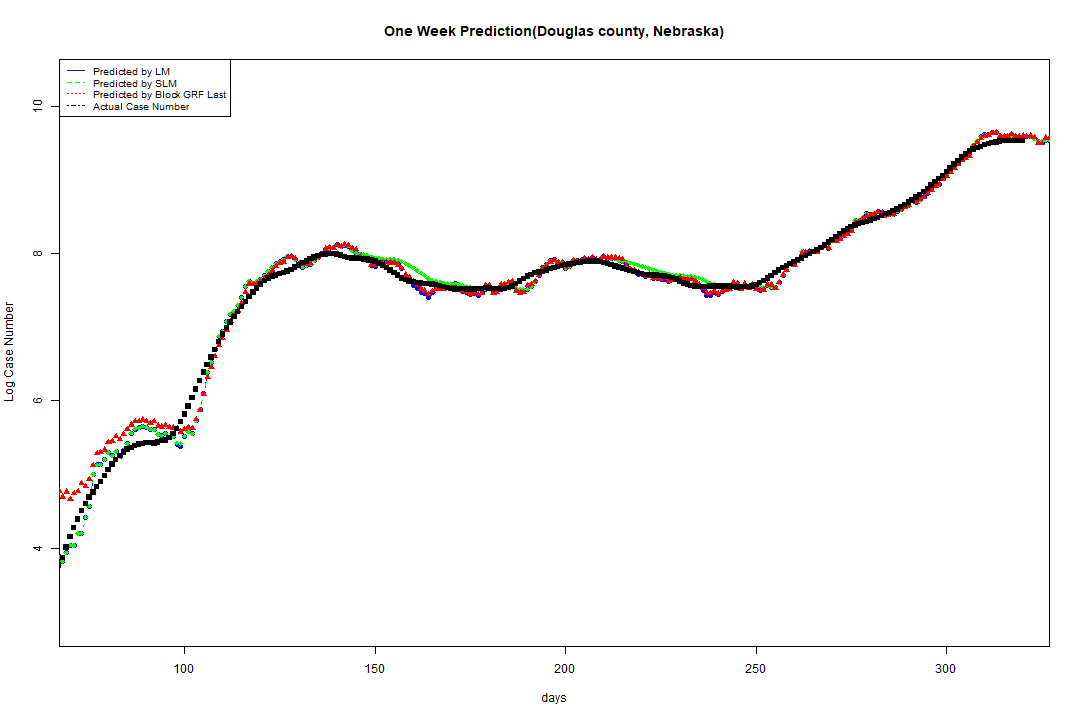 One Week Prediction(Douglas county, Nebraska)
Predicted by LM
Predicted by SLM
Predicted by Block GRF Last
Actual Case Number
10
8
6
4
Log Case Number
100 150 200 250 300
days